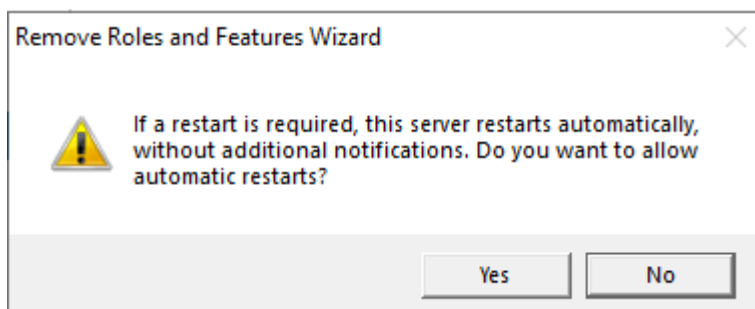 Remove Roles and Features Wizard
If a restart is required, this server restarts automatically,
without additional notifications. Do you want to allow
automatic restarts?
Yes
No